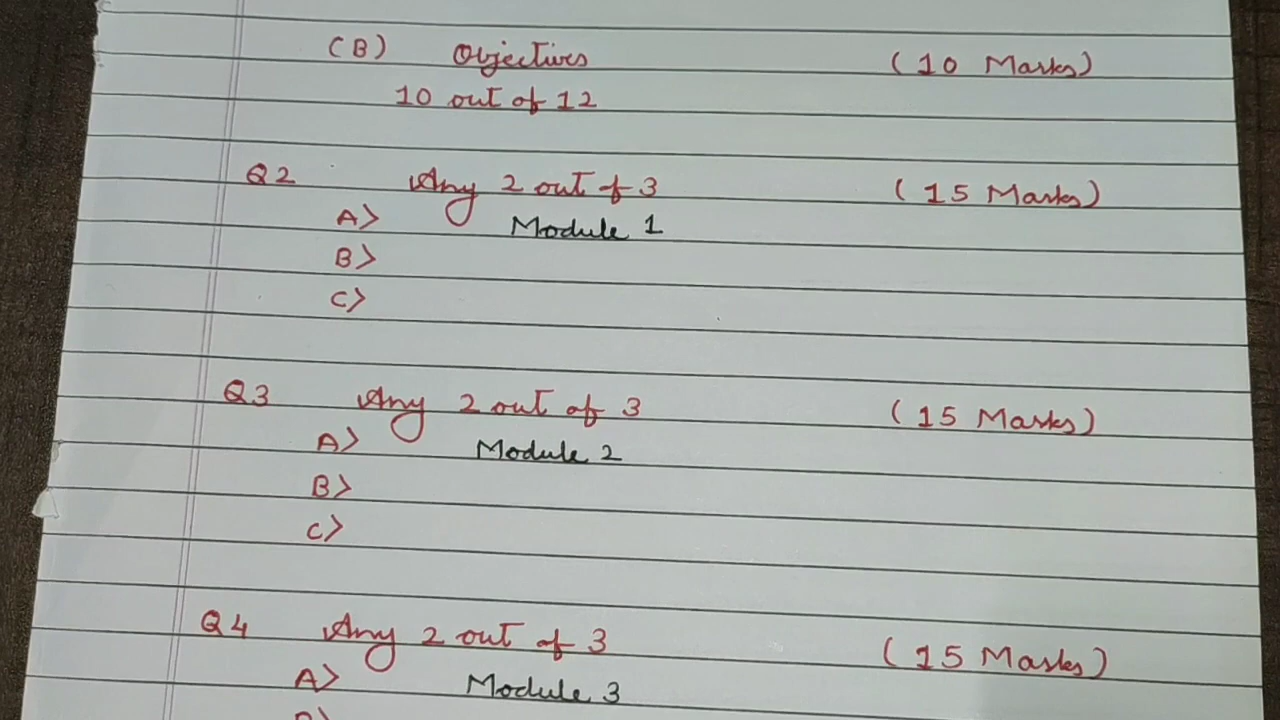 (B) Objectives (10 Marks)
10 out of 12
Q2 Any 2 out of 3 (15 Marks)
A> Module 1
B>
C>
Q3 Any 2 out of 3 (15 Marks)
A> Module 2
B>
C>
Q4 Any 2 out of 3 (15 Marks)
A> Module 3